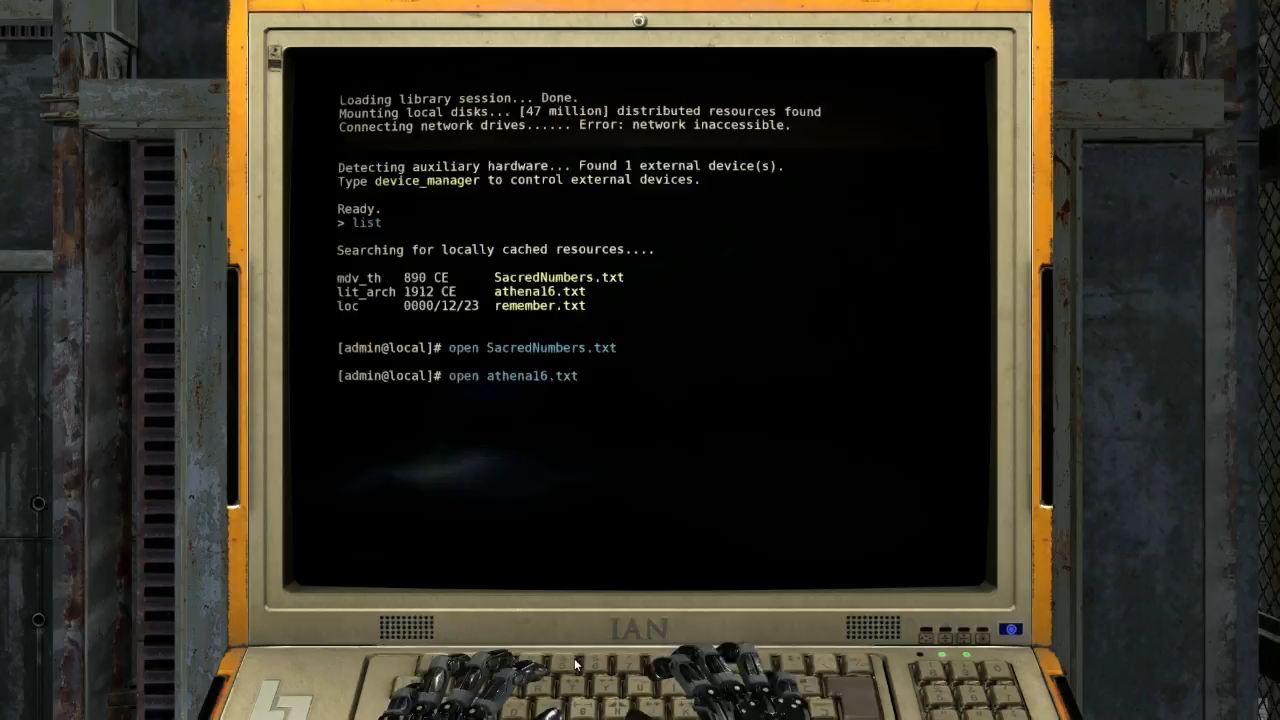 Loading library session... Done.
Mounting local disks... [47 million] distributed resources found
Connecting network drives...... Error: network inaccessible.
Detecting auxiliary hardware... Found 1 external device(s).
Type device_manager to control external devices.
Ready.
> list
Searching for locally cached resources....
mdv_th 890 CE SacredNumbers.txt
lit_arch 1912 CE athena16.txt
loc 0000/12/23 remember.txt
[admin@local]# open SacredNumbers.txt
[admin@local]# open athena16.txt
IAN